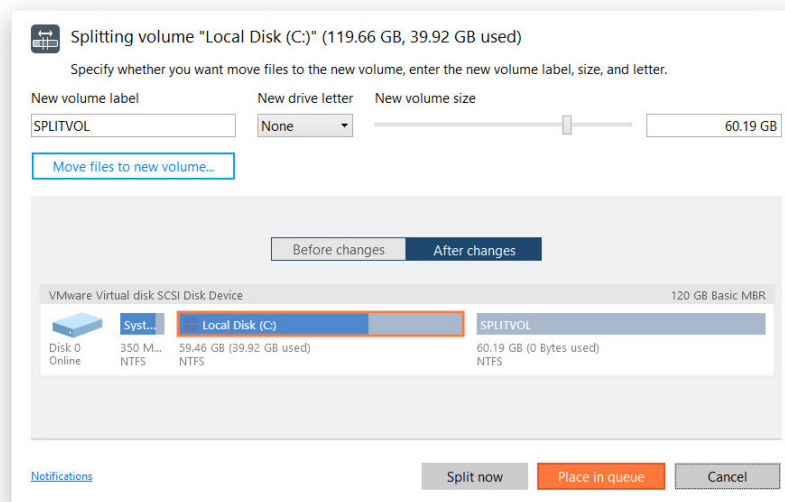 Splitting volume "Local Disk (C:)" (119.66 GB, 39.92 GB used)
Specify whether you want move files to the new volume, enter the new volume label, size, and letter.
New volume label New drive letter New volume size
SPLITVOL None 60.19 GB
Move files to new volume...
Before changes After changes
VMware Virtual disk SCSI Disk Device 120 GB Basic MBR
Syst... Local Disk (C:) SPLITVOL
Disk 0 350 M... 59.46 GB (39.92 GB used) 60.19 GB (0 Bytes used)
Online NTFS NTFS NTFS
Notifications Split now Place in queue Cancel